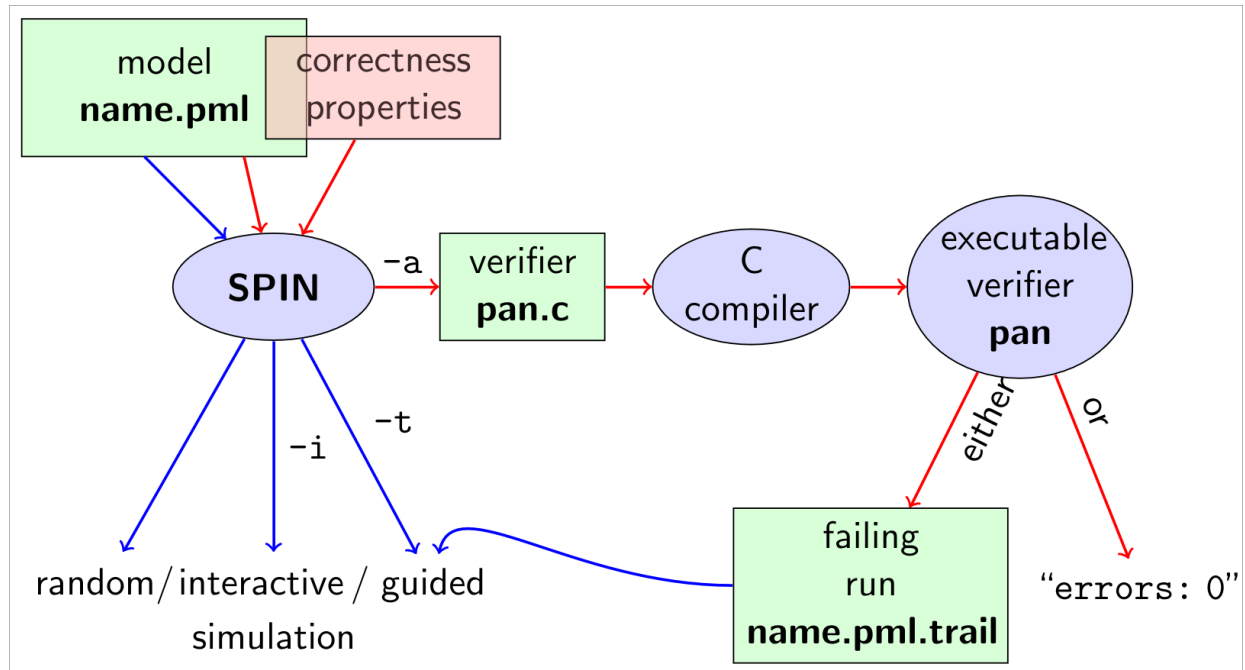 model
name.pml
correctness
properties
SPIN
-a
verifier
pan.c
C
compiler
executable
verifier
pan
-i
-t
either
or
random/interactive/ guided
simulation
failing
run
name.pml.trail
“errors: 0”